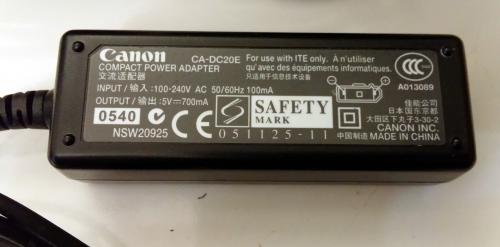 Canon CA-DC20E
COMPACT POWER ADAPTER
交流适配器
For use with ITE only. À n'utiliser
qu'avec des équipements informatiques.
只适用于信息技术设备
INPUT / 输入 : 100-240V AC 50/60Hz 100mA
OUTPUT / 输出 : 5V⎓700mA
CCC
A013089
0540
NSW20925
S SAFETY
MARK
051125-11
- +
佳能公司
日本国东京都
大田区下丸子3-30-2
CANON INC.
中国制造 MADE IN CHINA